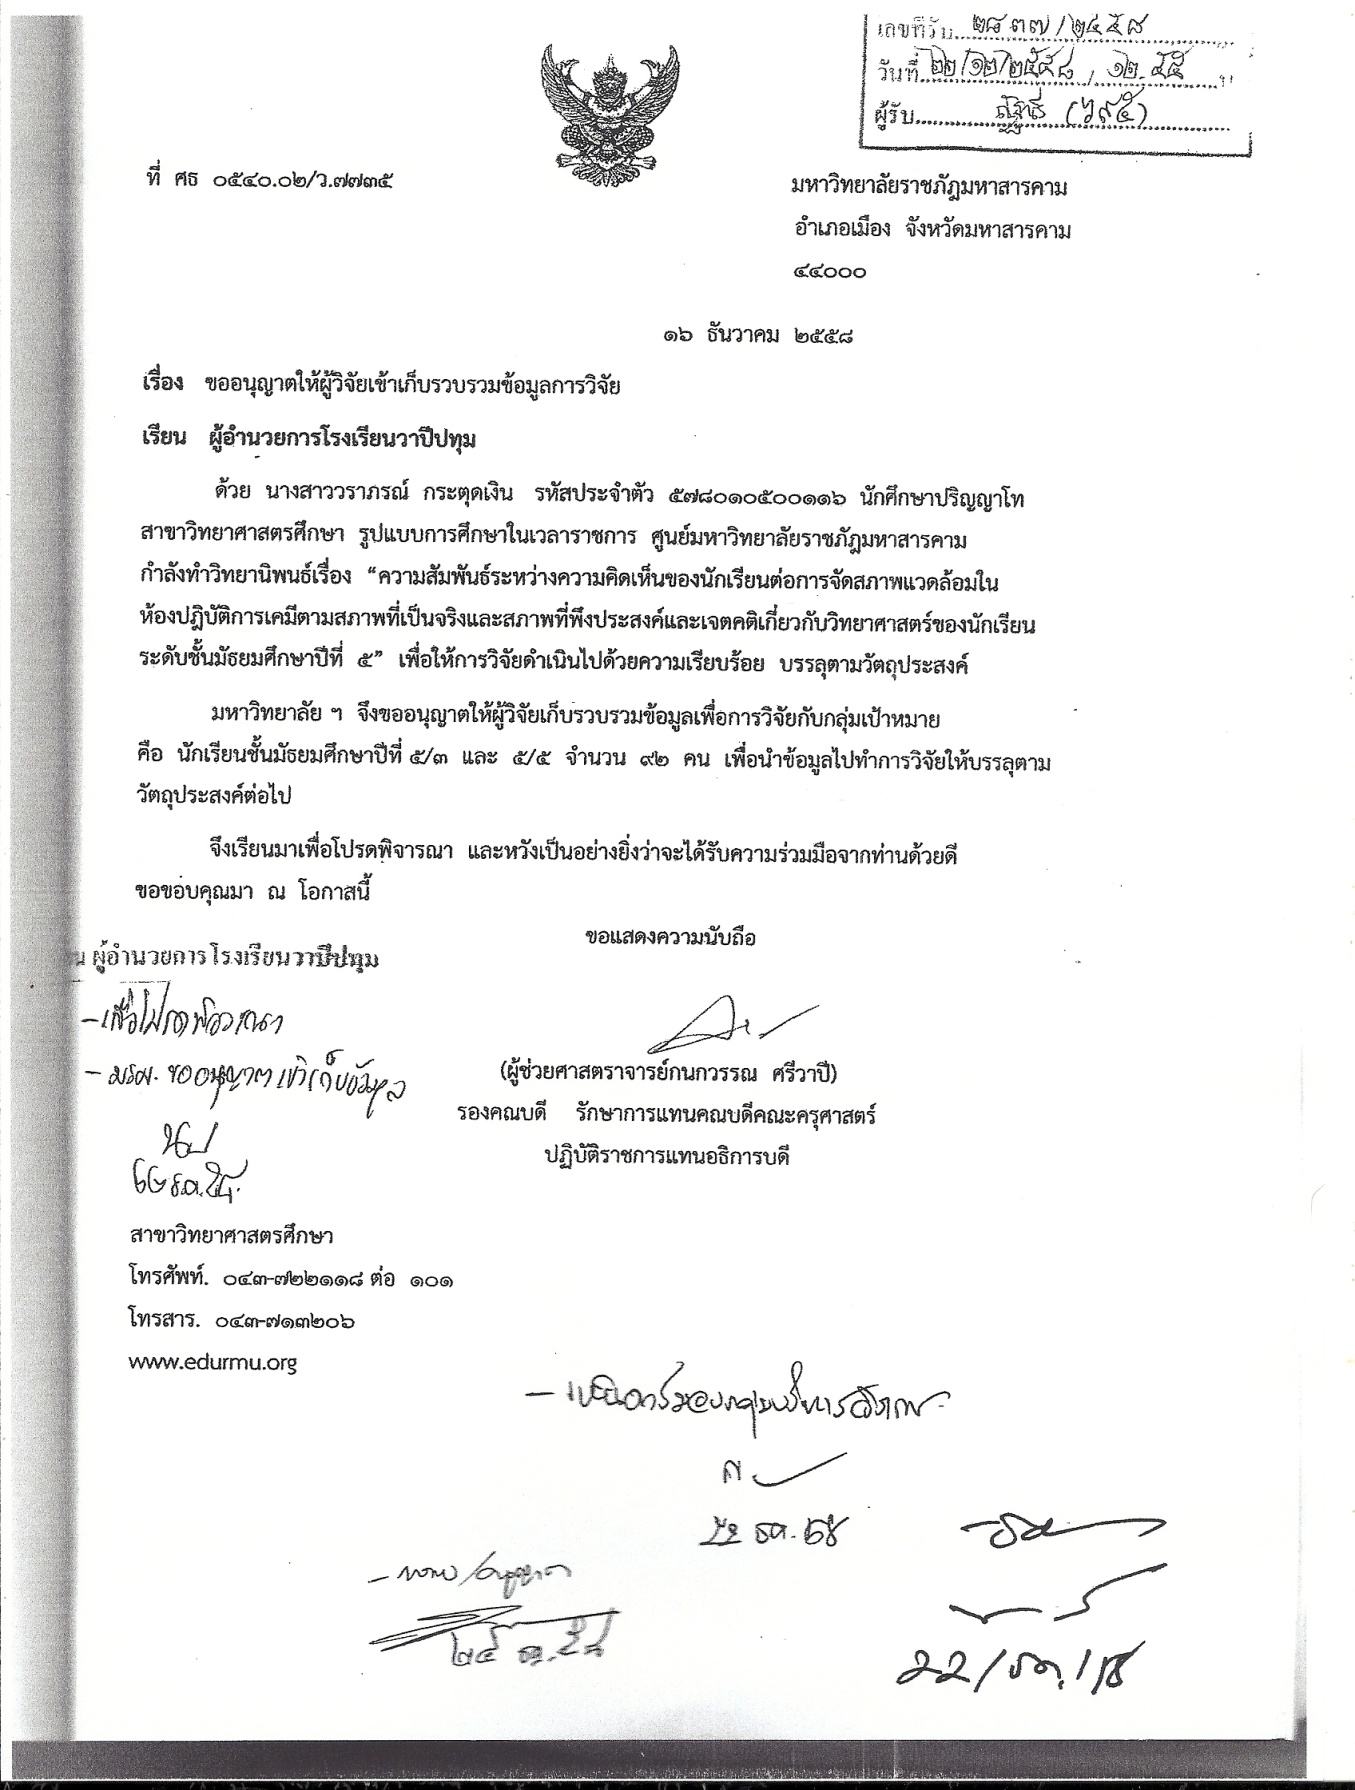 เลขที่รับ ๒๘๓๗/๒๕๕๘
วันที่ ๒๒/๑๒/๒๕๕๘ , ๑๒.๕๕ น
ผู้รับ
ที่ ศธ ๐๕๔๐.๐๒/ว.๗๗๓๕
มหาวิทยาลัยราชภัฏมหาสารคาม
อำเภอเมือง จังหวัดมหาสารคาม
๔๔๐๐๐
๑๖ ธันวาคม ๒๕๕๘
เรื่อง ขออนุญาตให้ผู้วิจัยเข้าเก็บรวบรวมข้อมูลการวิจัย
เรียน ผู้อำนวยการโรงเรียนวาปีปทุม
ด้วย นางสาววราภรณ์ กระตุดเงิน รหัสประจำตัว ๕๗๘๐๑๐๕๐๐๑๑๖ นักศึกษาปริญญาโท
สาขาวิทยาศาสตรศึกษา รูปแบบการศึกษาในเวลาราชการ ศูนย์มหาวิทยาลัยราชภัฏมหาสารคาม
กำลังทำวิทยานิพนธ์เรื่อง “ความสัมพันธ์ระหว่างความคิดเห็นของนักเรียนต่อการจัดสภาพแวดล้อมใน
ห้องปฏิบัติการเคมีตามสภาพที่เป็นจริงและสภาพที่พึงประสงค์และเจตคติเกี่ยวกับวิทยาศาสตร์ของนักเรียน
ระดับชั้นมัธยมศึกษาปีที่ ๕” เพื่อให้การวิจัยดำเนินไปด้วยความเรียบร้อย บรรลุตามวัตถุประสงค์
มหาวิทยาลัย ฯ จึงขออนุญาตให้ผู้วิจัยเก็บรวบรวมข้อมูลเพื่อการวิจัยกับกลุ่มเป้าหมาย
คือ นักเรียนชั้นมัธยมศึกษาปีที่ ๕/๓ และ ๕/๕ จำนวน ๙๒ คน เพื่อนำข้อมูลไปทำการวิจัยให้บรรลุตาม
วัตถุประสงค์ต่อไป
จึงเรียนมาเพื่อโปรดพิจารณา และหวังเป็นอย่างยิ่งว่าจะได้รับความร่วมมือจากท่านด้วยดี
ขอขอบคุณมา ณ โอกาสนี้
ขอแสดงความนับถือ
น ผู้อำนวยการโรงเรียนวาปีปทุม
- เพื่อโปรดพิจารณา
- มรม. ขออนุญาตเข้าเก็บข้อมูล
๒๒ ธ.ค. ๕๘
(ผู้ช่วยศาสตราจารย์กนกวรรณ ศรีวาปี)
รองคณบดี รักษาการแทนคณบดีคณะครุศาสตร์
ปฏิบัติราชการแทนอธิการบดี
สาขาวิทยาศาสตรศึกษา
โทรศัพท์. ๐๔๓-๗๒๒๑๑๘ ต่อ ๑๐๑
โทรสาร. ๐๔๓-๗๑๓๒๐๖
www.edurmu.org
- ทราบ/อนุญาต
๒๕ ธ.ค. ๕๘
22/ธค./58